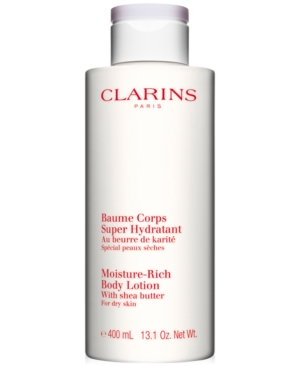 CLARINS
PARIS
Baume Corps
Super Hydratant
Au beurre de karité
Spécial peaux sèches
Moisture-Rich
Body Lotion
With shea butter
For dry skin
℮ 400 mL 13.1 Oz. Net Wt.